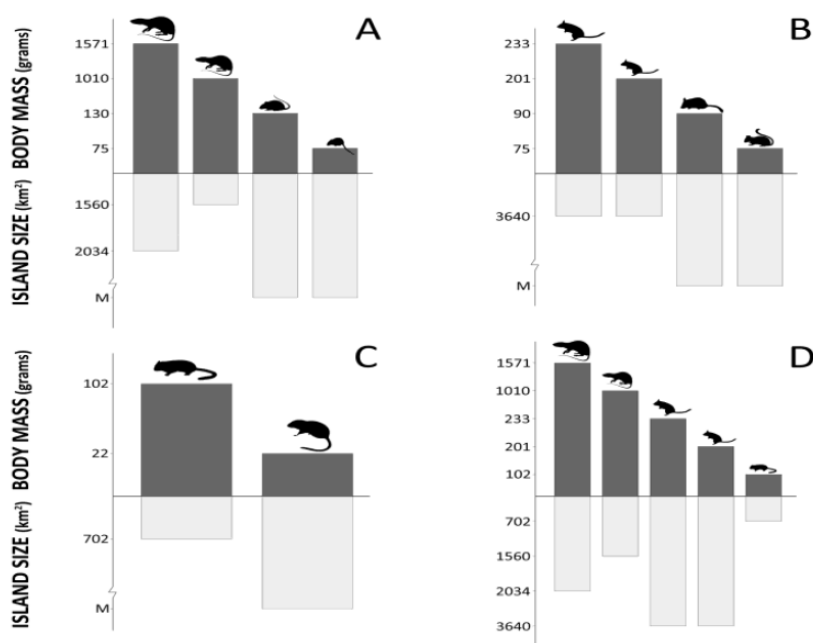 A
BODY MASS (grams)
1571
1010
130
75
ISLAND SIZE (km²)
1560
2034
M
B
233
201
90
75
3640
M
C
BODY MASS (grams)
102
22
ISLAND SIZE (km²)
702
M
D
1571
1010
233
201
102
702
1560
2034
3640